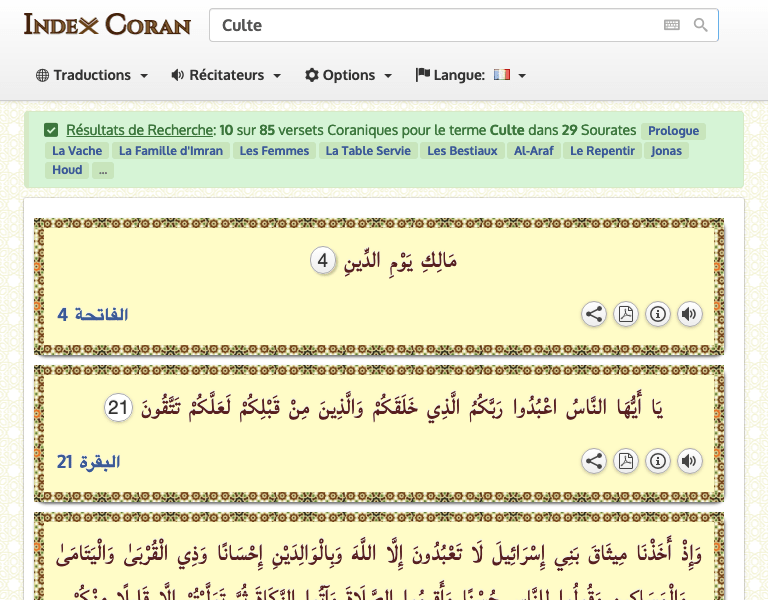 Index Coran
Culte
Traductions
Récitateurs
Options
Langue:
Résultats de Recherche: 10 sur 85 versets Coraniques pour le terme Culte dans 29 Sourates Prologue
La Vache La Famille d'Imran Les Femmes La Table Servie Les Bestiaux Al-Araf Le Repentir Jonas
Houd ...
مَالِكِ يَوْمِ الدِّينِ 4
الفاتحة 4
يَا أَيُّهَا النَّاسُ اعْبُدُوا رَبَّكُمُ الَّذِي خَلَقَكُمْ وَالَّذِينَ مِنْ قَبْلِكُمْ لَعَلَّكُمْ تَتَّقُونَ 21
البقرة 21
وَإِذْ أَخَذْنَا مِيثَاقَ بَنِي إِسْرَائِيلَ لَا تَعْبُدُونَ إِلَّا اللَّهَ وَبِالْوَالِدَيْنِ إِحْسَانًا وَذِي الْقُرْبَىٰ وَالْيَتَامَىٰ